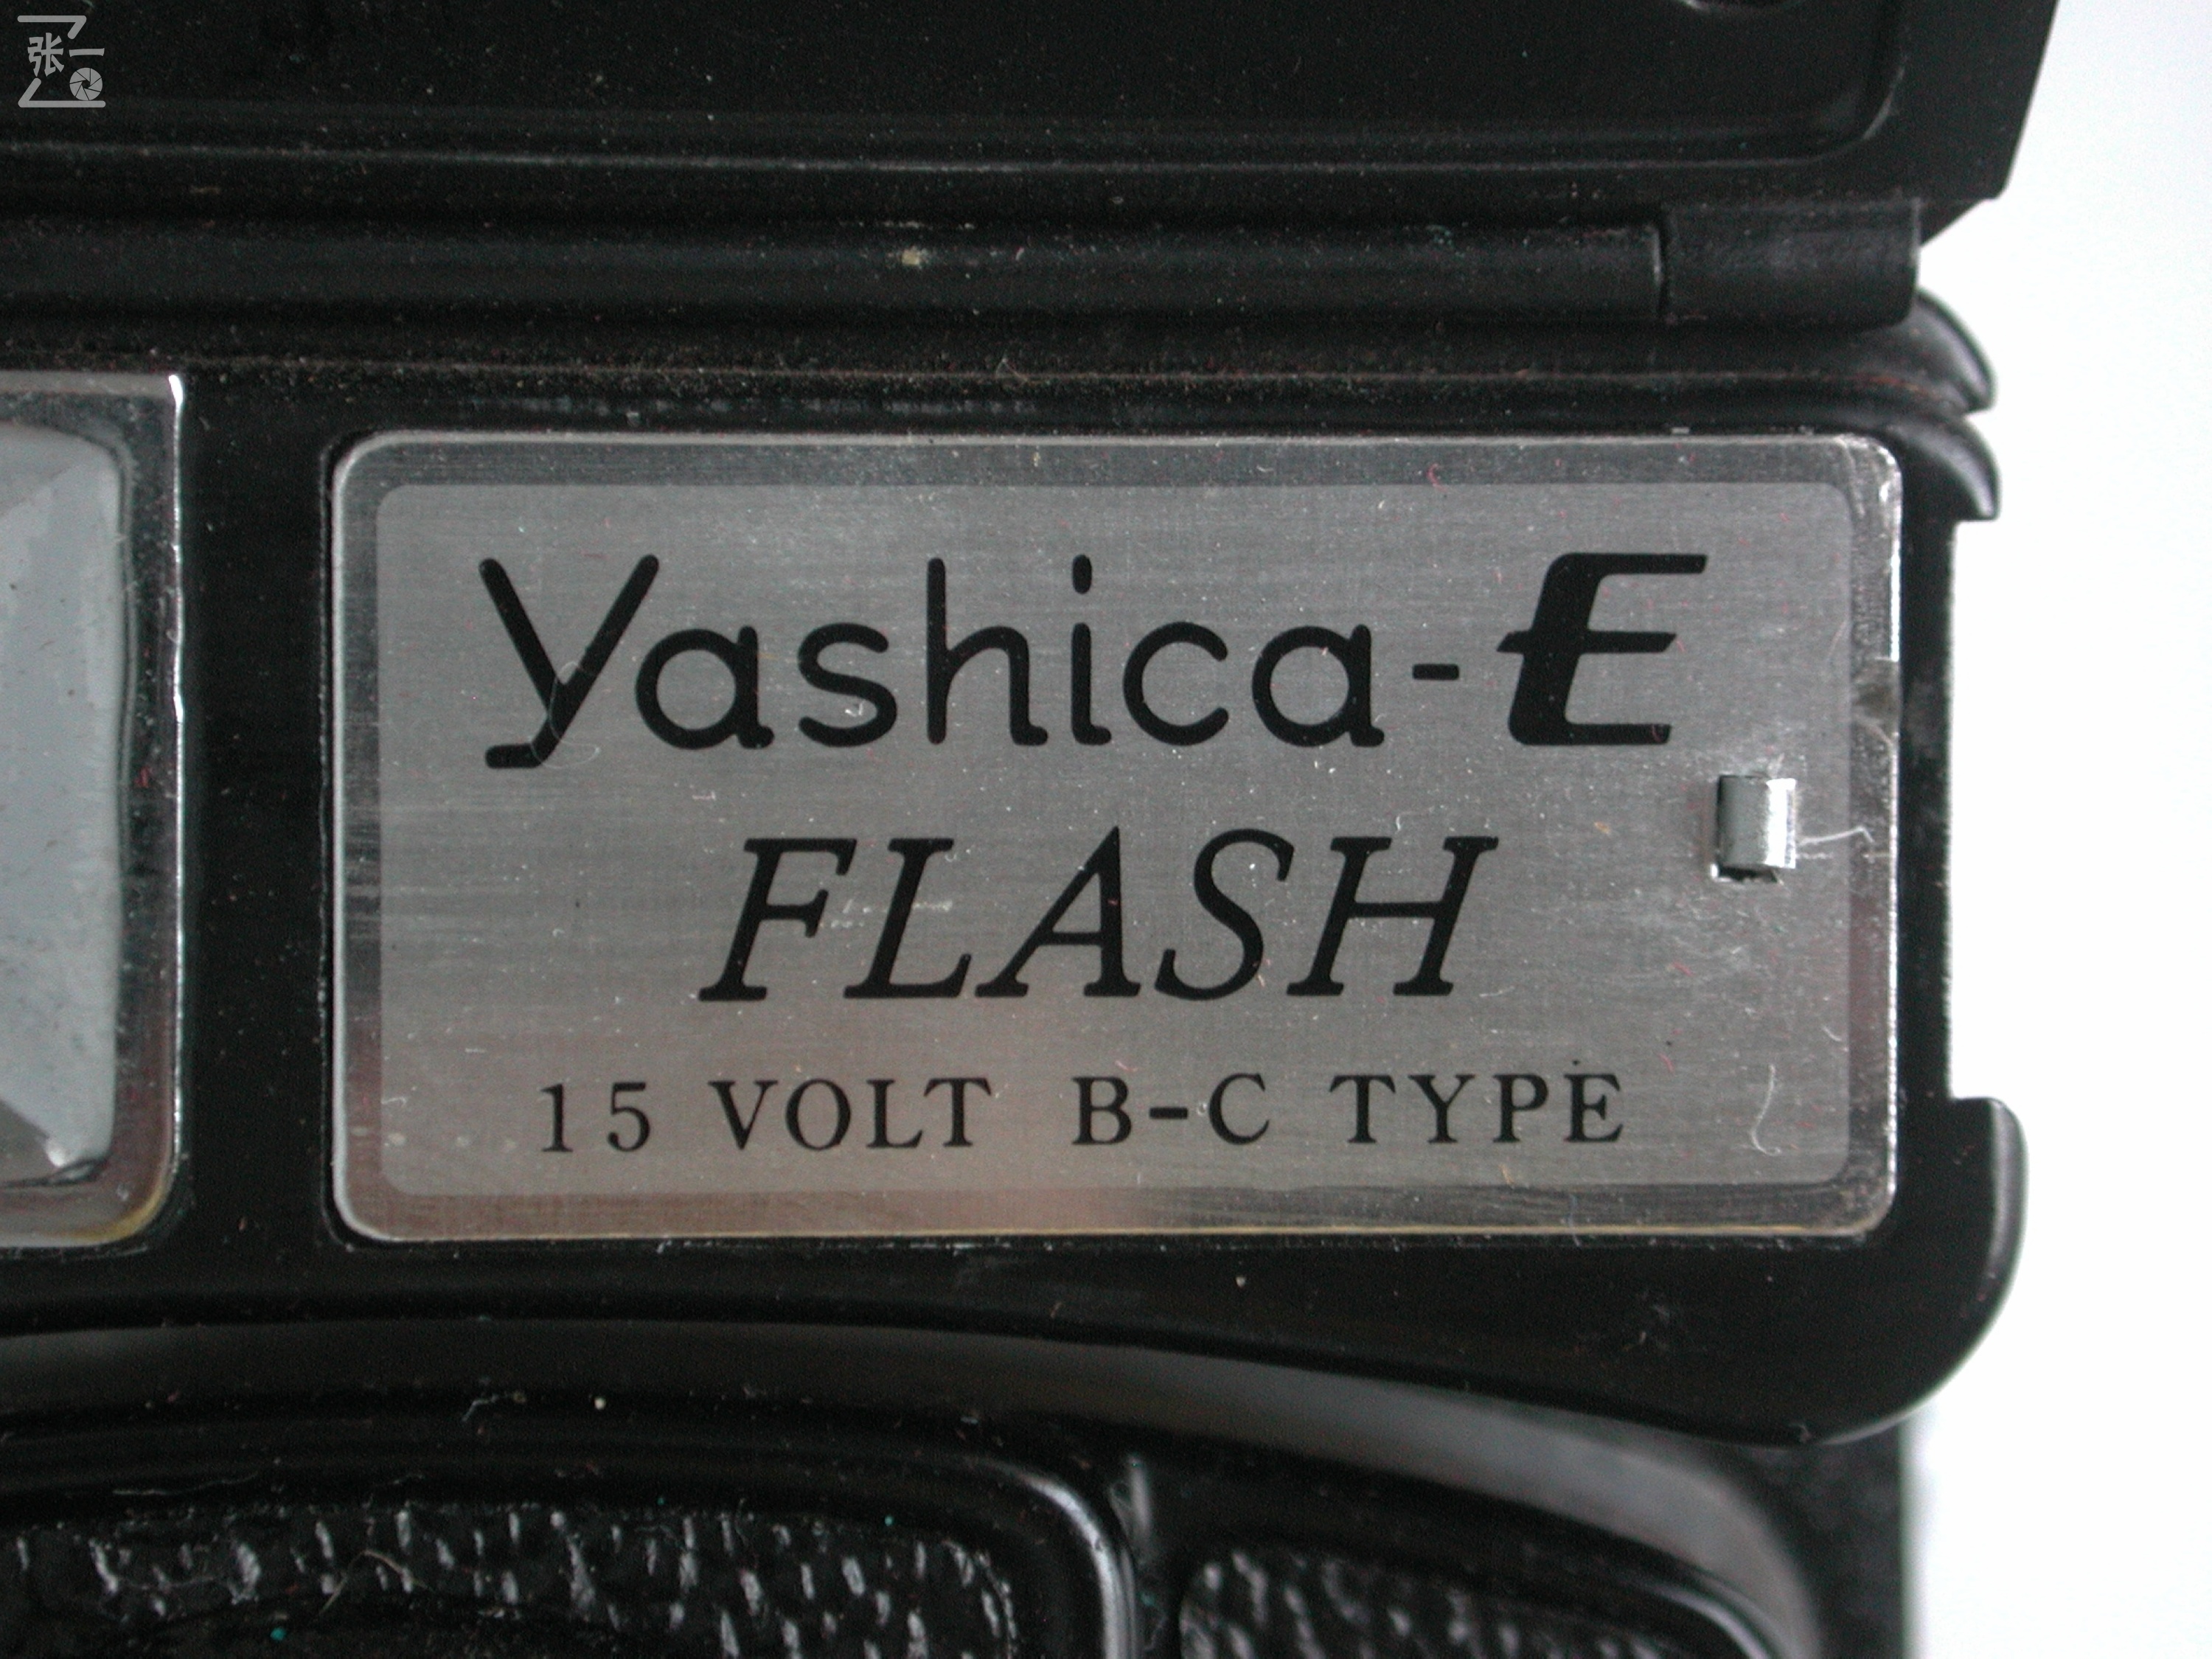 张一
Yashica-E
FLASH
15 VOLT B-C TYPE